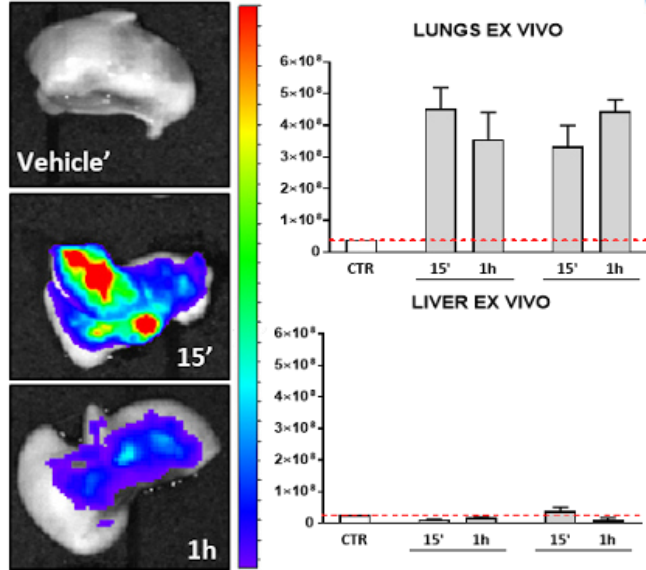 Vehicle’
15’
1h
LUNGS EX VIVO
6×10⁸
5×10⁸
4×10⁸
3×10⁸
2×10⁸
1×10⁸
0
CTR 15' 1h 15' 1h
LIVER EX VIVO
6×10⁸
5×10⁸
4×10⁸
3×10⁸
2×10⁸
1×10⁸
0
CTR 15' 1h 15' 1h